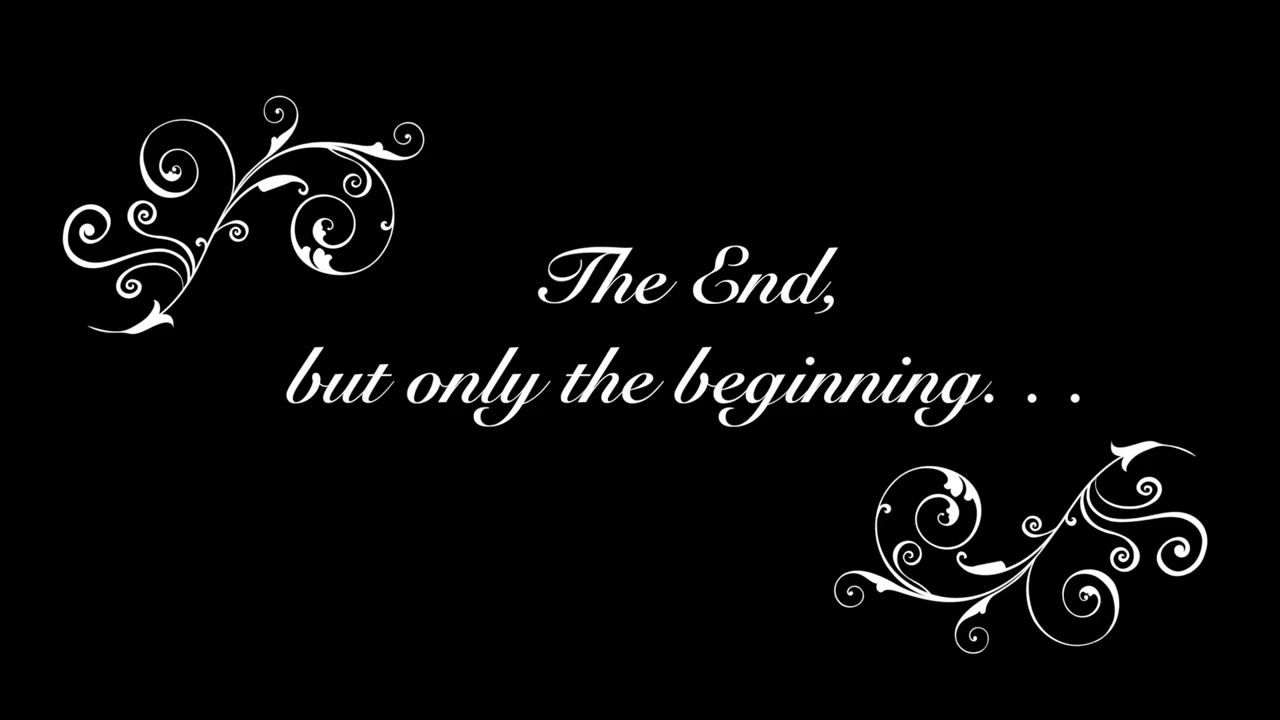 The End,
but only the beginning. . .